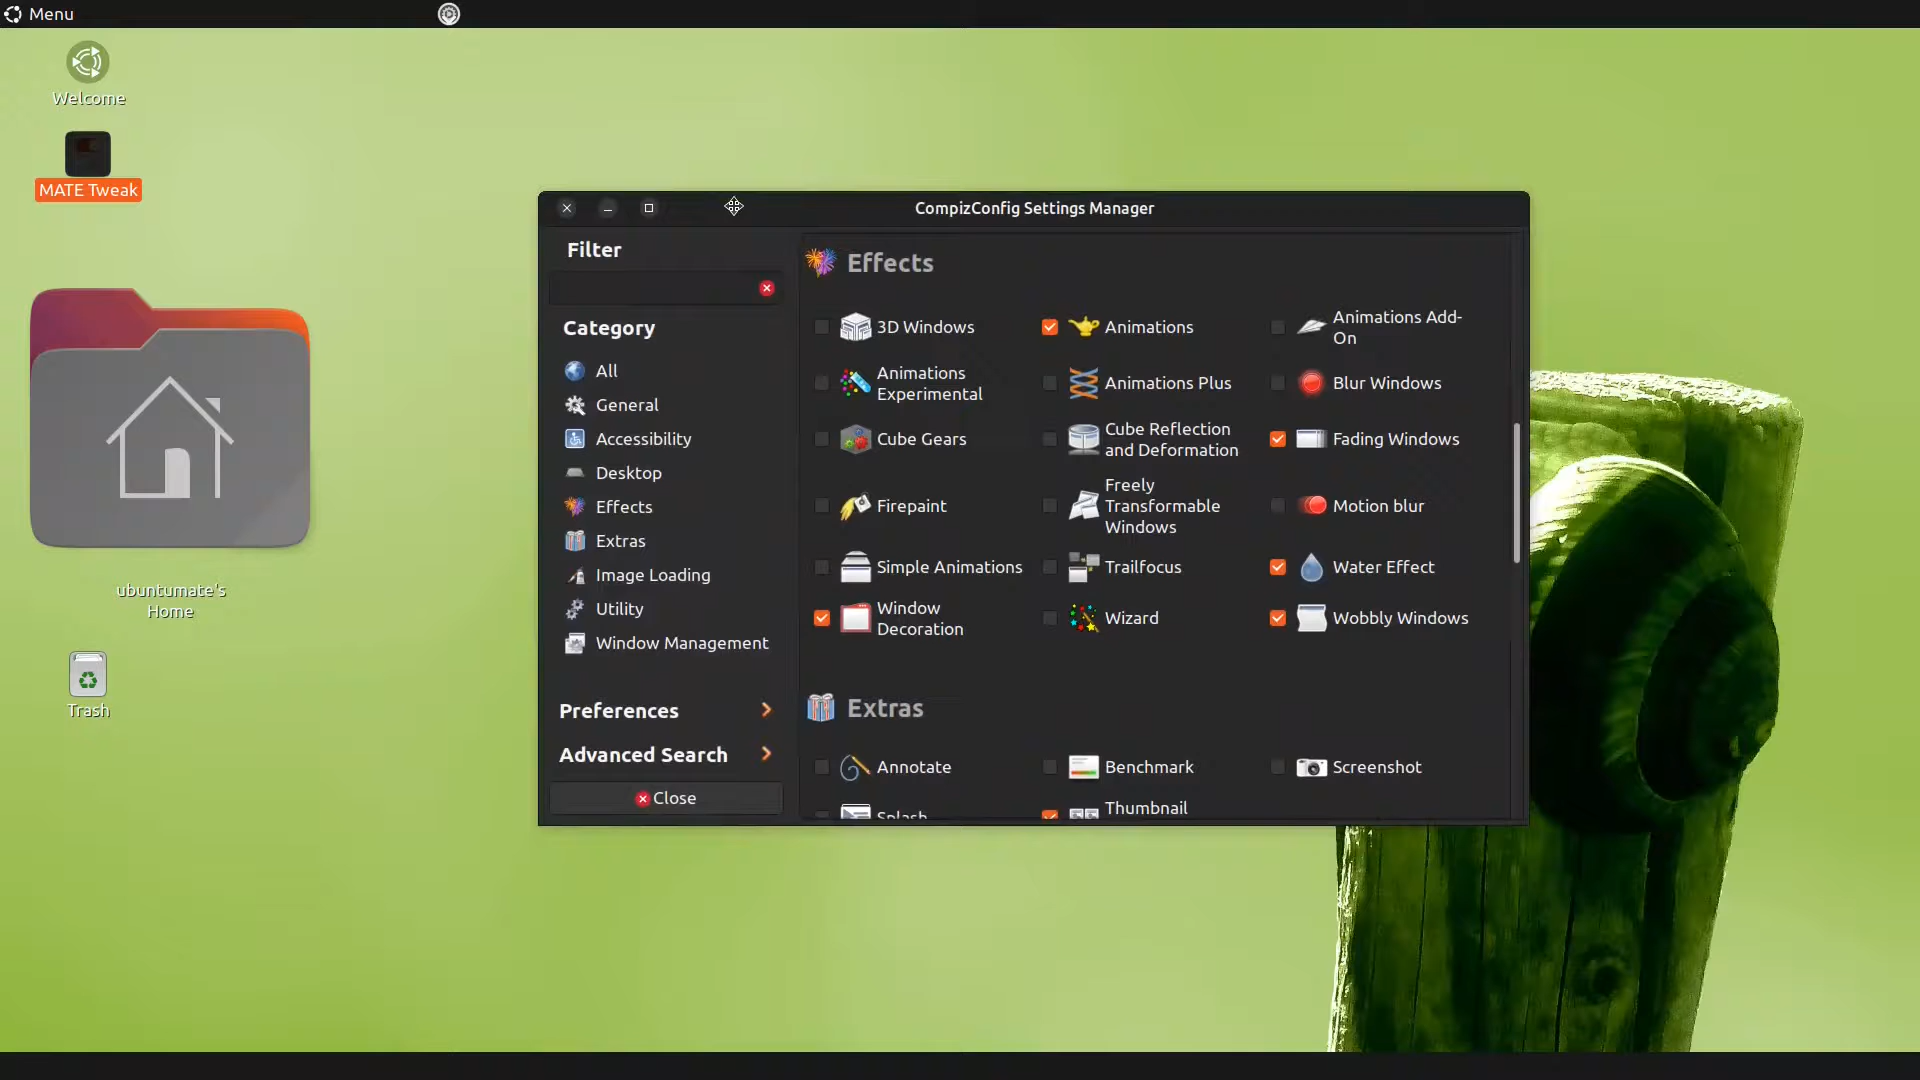 Menu
Welcome
MATE Tweak
ubuntumate's
Home
Trash
CompizConfig Settings Manager
Filter
Category
All
General
Accessibility
Desktop
Effects
Extras
Image Loading
Utility
Window Management
Preferences
Advanced Search
Close
Effects
3D Windows
Animations
Animations Add-
On
Animations
Experimental
Animations Plus
Blur Windows
Cube Gears
Cube Reflection
and Deformation
Fading Windows
Firepaint
Freely
Transformable
Windows
Motion blur
Simple Animations
Trailfocus
Water Effect
Window
Decoration
Wizard
Wobbly Windows
Extras
Annotate
Benchmark
Screenshot
Splash
Thumbnail